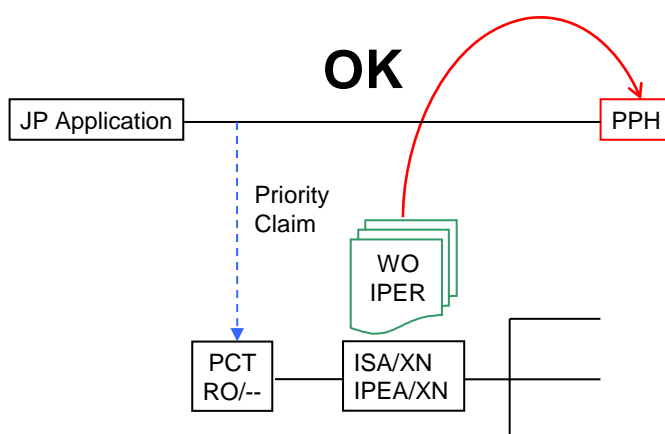 OK
JP Application
PPH
Priority
Claim
WO
IPER
PCT
RO/--
ISA/XN
IPEA/XN